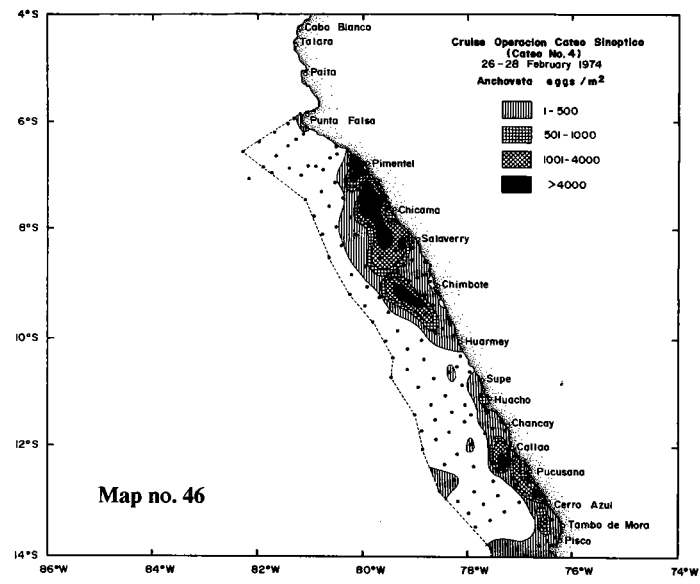 4°S
Cabo Blanco
Talara
Cruise Operacion Cateo Sinoptico
(Cateo No. 4)
26-28 February 1974
Paita
Anchoveta eggs/m²
1-500
6°S
Punta Falsa
501-1000
1001-4000
Pimentel
>4000
Chicama
8°S
Salaverry
Chimbote
10°S
Huarmey
Supe
Huacho
Chancay
12°S
Callao
Pucusana
Map no. 46
Cerro Azul
Tambo de Mora
Pisco
14°S
86°W
84°W
82°W
80°W
78°W
76°W
74°W